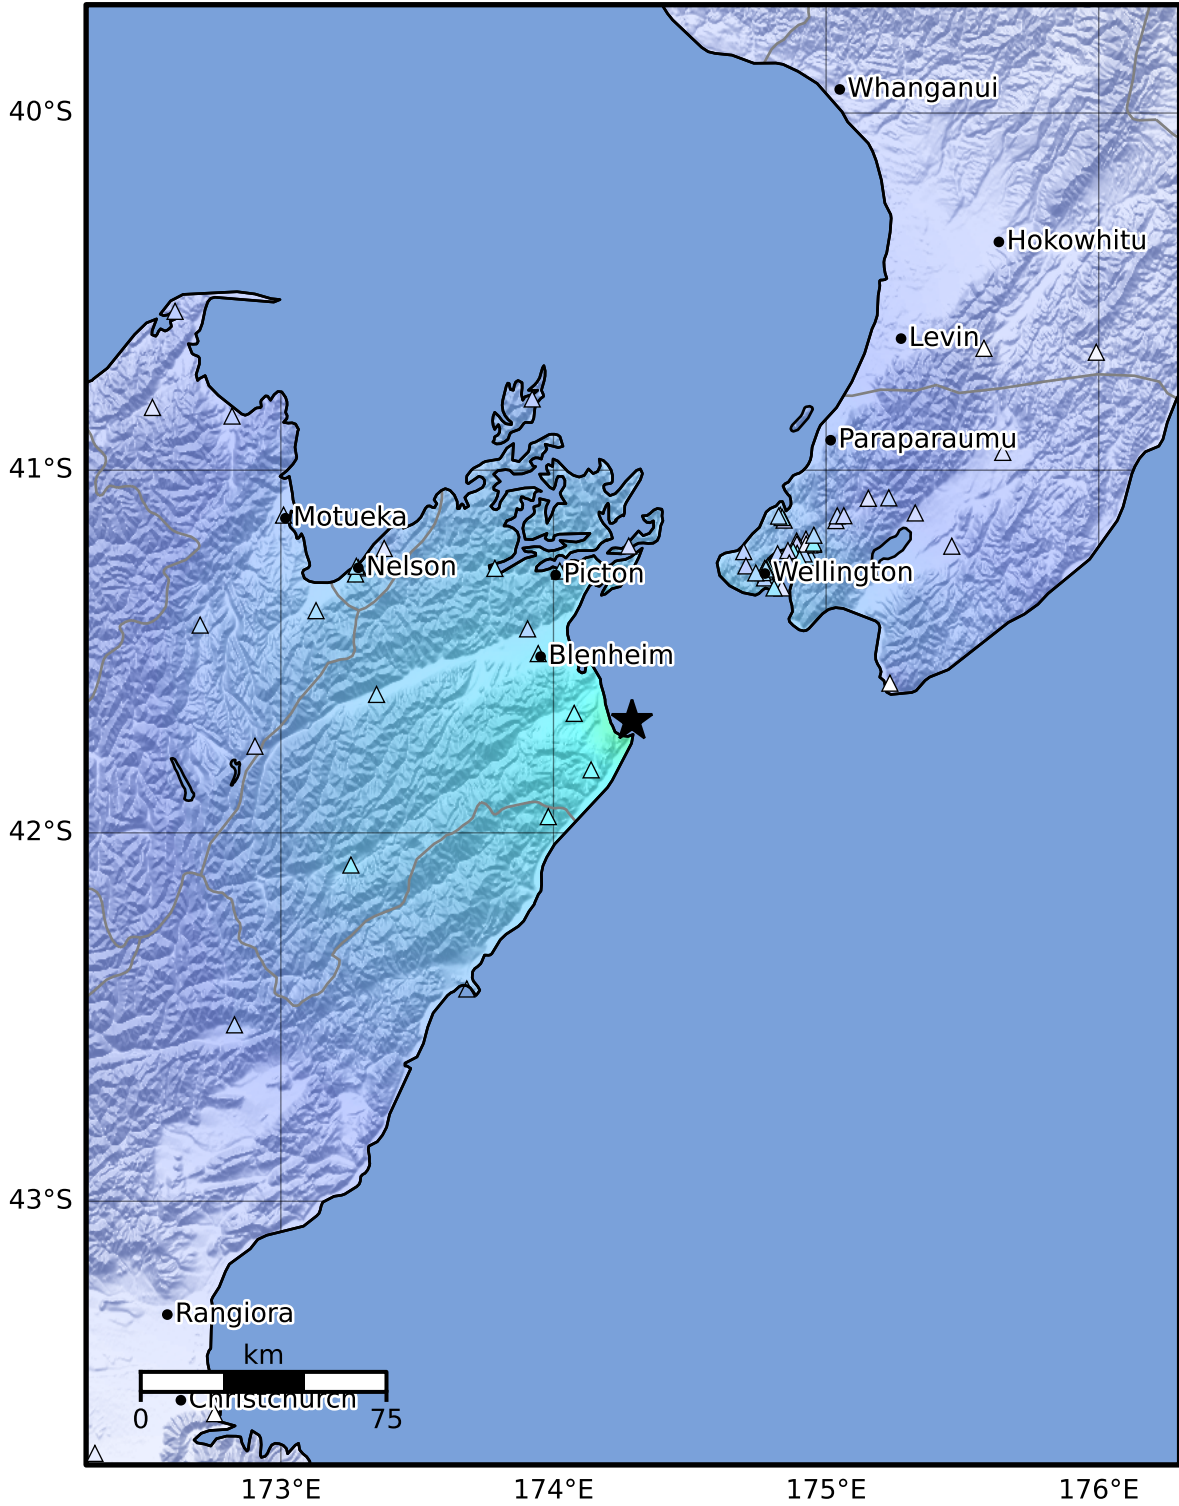 40°S
Whanganui
Hokowhitu
Levin
Paraparaumu
41°S
Motueka
Nelson
Picton
Wellington
Blenheim
42°S
43°S
Rangiora
km
Christchurch
0 75
173°E 174°E 175°E 176°E